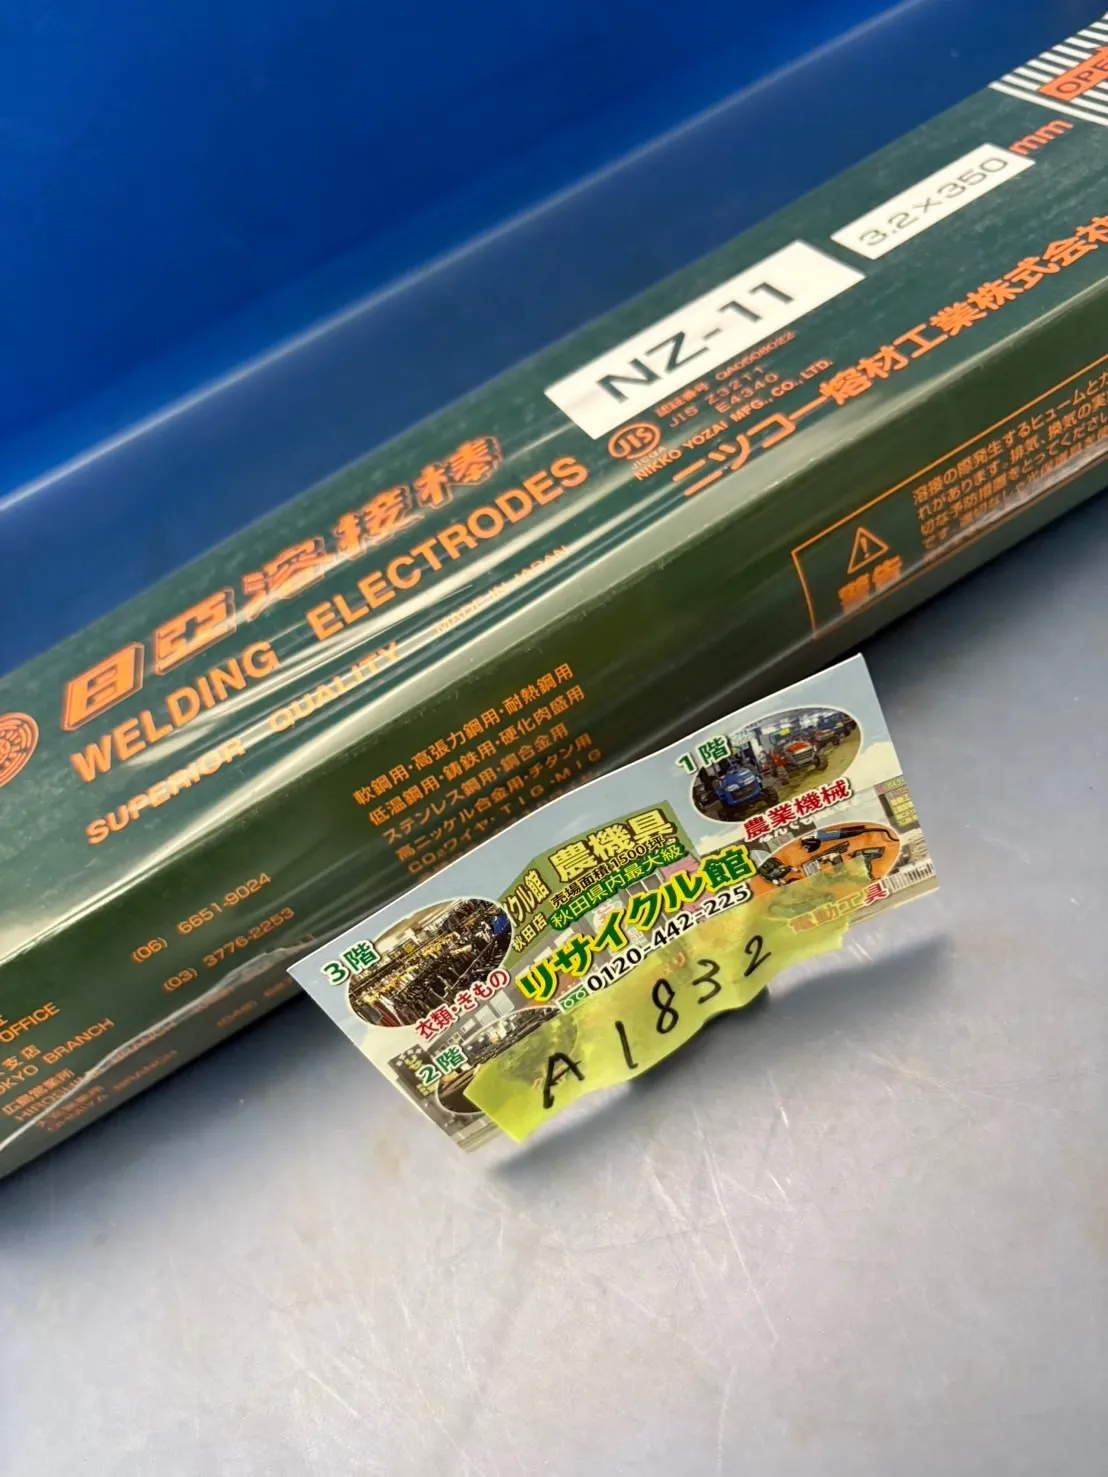 OPE
3.2×350 mm
NZ-11
認証番号 QA0508022
JIS Z3211
E4340
JIS
NIKKO YOZAI MFG., CO., LTD.
ニツコー熔材工業株式会社
日亞溶接棒
WELDING ELECTRODES
SUPERIOR QUALITY MADE IN JAPAN
警告
溶接の際発生するヒュームとガ
れがあります。排気、換気の実
切な予防措置をとってください
軟鋼用・高張力鋼用・耐熱鋼用
低温鋼用・鋳鉄用・硬化肉盛用
ステンレス鋼用・銅合金用
高ニッケル合金用・チタン用
CO₂ワイヤ, TIG・MIG
(06) 6651-9024
(03) 3776-2253
OFFICE
支店
OKYO BRANCH
広島営業所
1階
農業機械
農機具
売場面積1500坪
秋田県内最大級
クル館
秋田店
リサイクル館
0120-442-225
電動工具
3階
衣類・きもの
2階
A1832